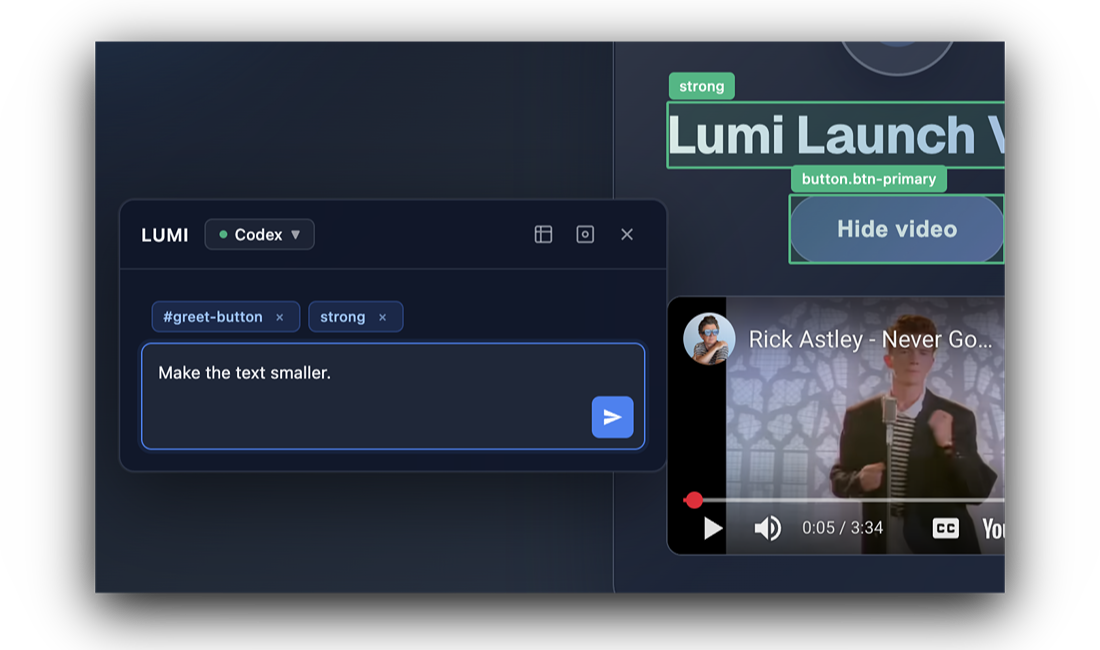 strong
Lumi Launch
button.btn-primary
Hide video
LUMI
Codex ▼
#greet-button ×
strong ×
Make the text smaller.
Rick Astley - Never Go…
0:05 / 3:34
CC